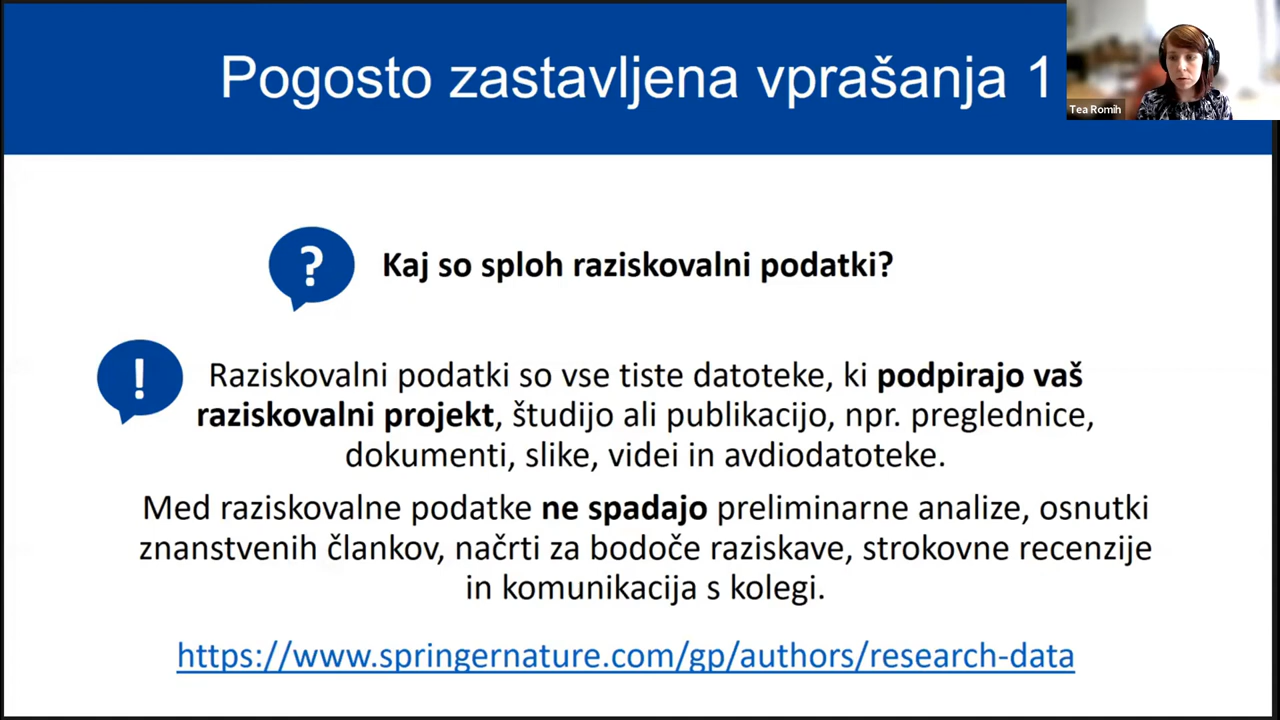 Pogosto zastavljena vprašanja 1
Tea Romih
?
Kaj so sploh raziskovalni podatki?
!
Raziskovalni podatki so vse tiste datoteke, ki podpirajo vaš
raziskovalni projekt, študijo ali publikacijo, npr. preglednice,
dokumenti, slike, videi in avdiodatoteke.
Med raziskovalne podatke ne spadajo preliminarne analize, osnutki
znanstvenih člankov, načrti za bodoče raziskave, strokovne recenzije
in komunikacija s kolegi.
https://www.springernature.com/gp/authors/research-data